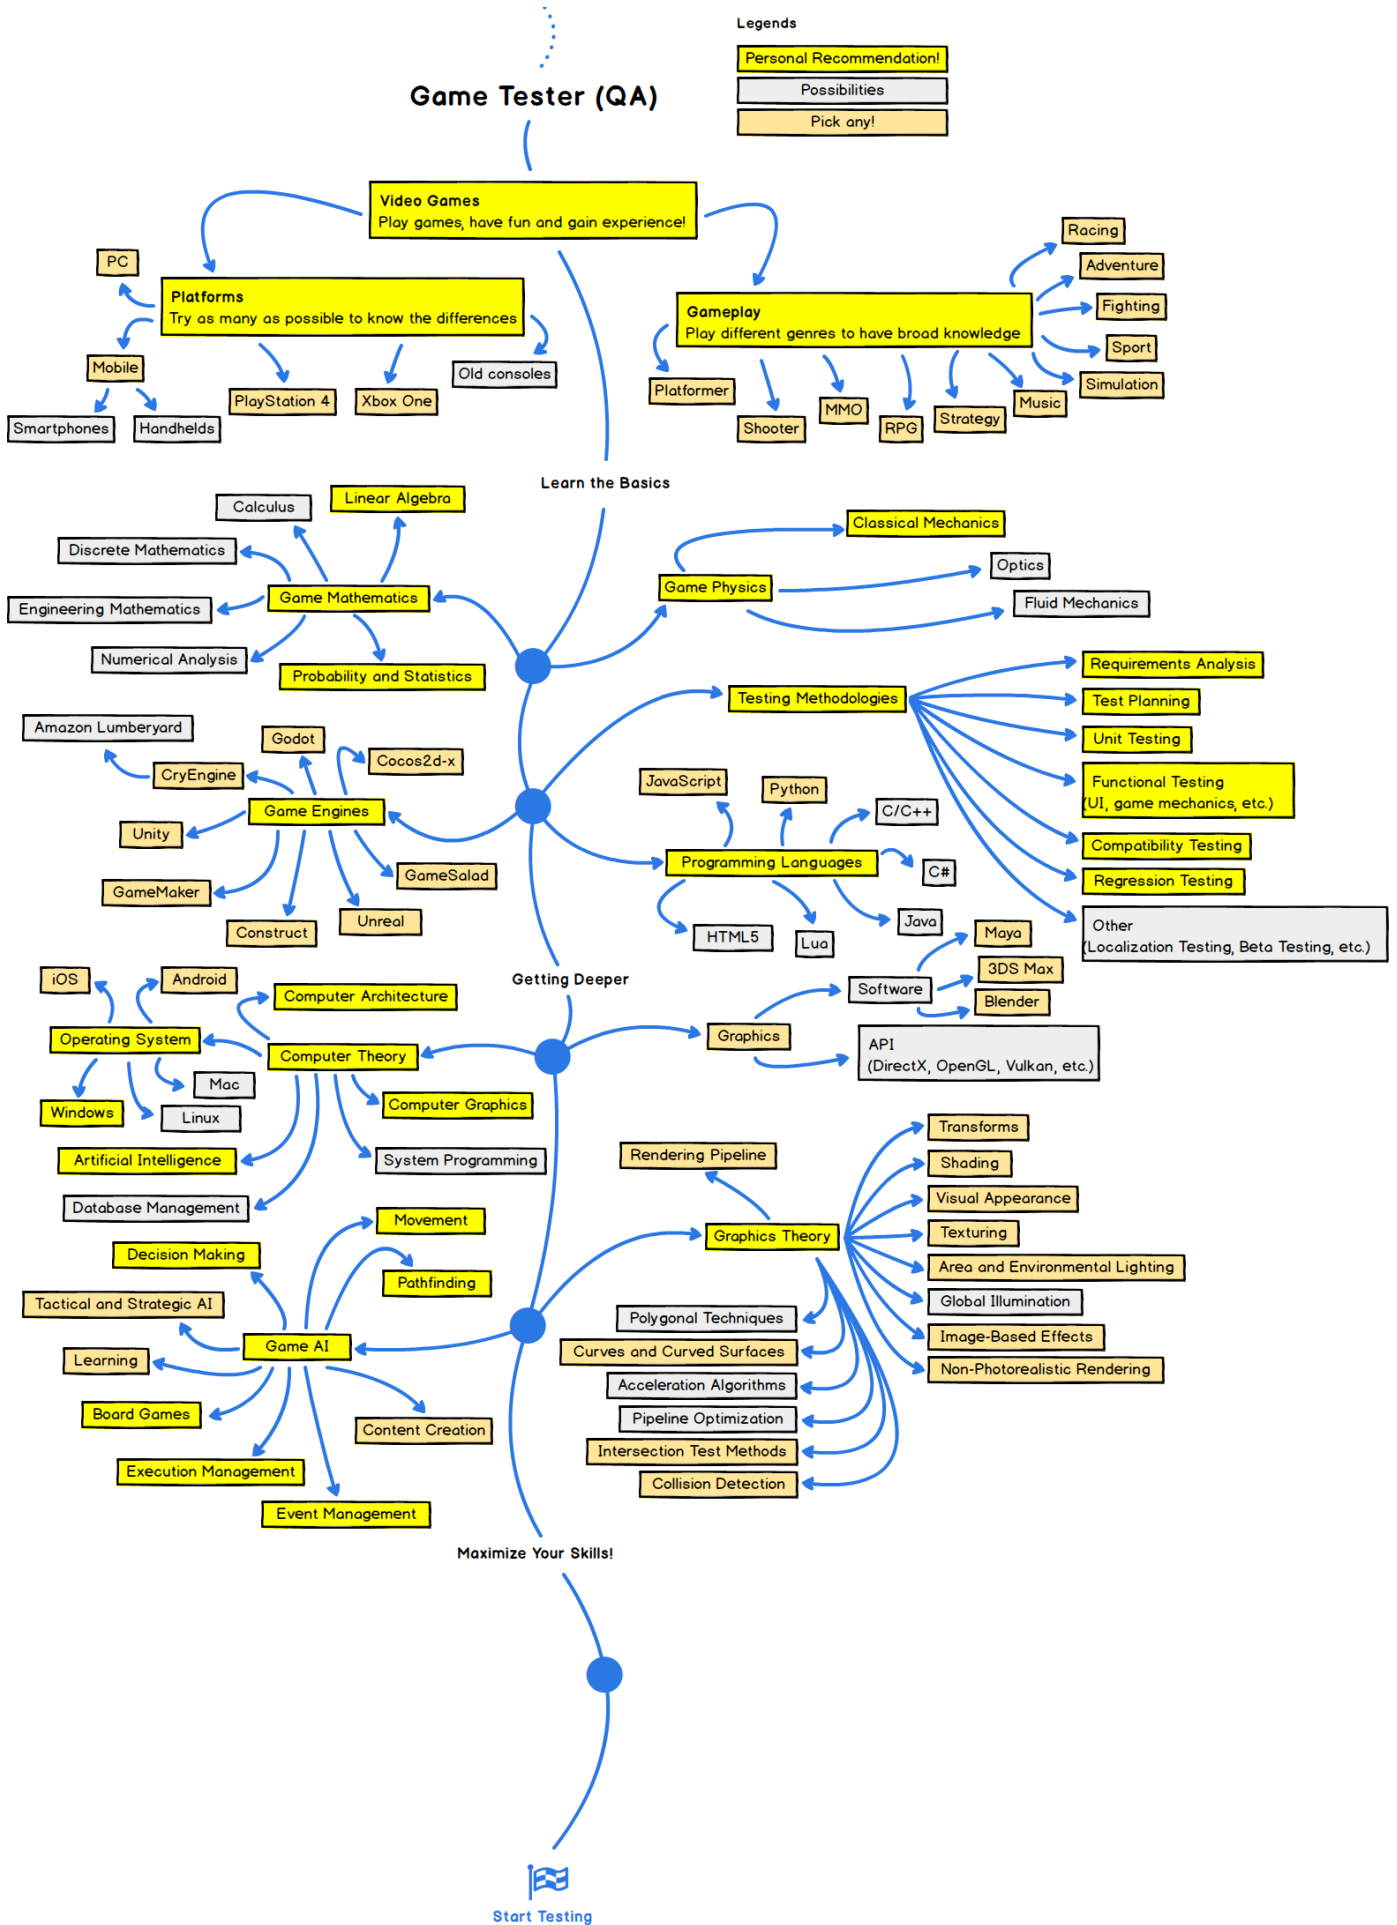 Legends
Personal Recommendation!
Possibilities
Pick any!
Game Tester (QA)
Video Games
Play games, have fun and gain experience!
Platforms
Try as many as possible to know the differences
PC
Mobile
Smartphones
Handhelds
PlayStation 4
Xbox One
Old consoles
Gameplay
Play different genres to have broad knowledge
Racing
Adventure
Fighting
Sport
Simulation
Platformer
Shooter
MMO
RPG
Strategy
Music
Learn the Basics
Calculus
Linear Algebra
Discrete Mathematics
Game Mathematics
Engineering Mathematics
Numerical Analysis
Probability and Statistics
Classical Mechanics
Game Physics
Optics
Fluid Mechanics
Testing Methodologies
Requirements Analysis
Test Planning
Unit Testing
Functional Testing
(UI, game mechanics, etc.)
Compatibility Testing
Regression Testing
Other
(Localization Testing, Beta Testing, etc.)
Amazon Lumberyard
Godot
Cocos2d-x
CryEngine
Game Engines
Unity
GameMaker
Construct
Unreal
GameSalad
JavaScript
Python
C/C++
Programming Languages
C#
HTML5
Lua
Java
Getting Deeper
iOS
Android
Computer Architecture
Operating System
Computer Theory
Mac
Windows
Linux
Computer Graphics
Artificial Intelligence
System Programming
Database Management
Graphics
Software
Maya
3DS Max
Blender
API
(DirectX, OpenGL, Vulkan, etc.)
Movement
Decision Making
Pathfinding
Tactical and Strategic AI
Game AI
Learning
Board Games
Content Creation
Execution Management
Event Management
Rendering Pipeline
Graphics Theory
Transforms
Shading
Visual Appearance
Texturing
Area and Environmental Lighting
Global Illumination
Image-Based Effects
Non-Photorealistic Rendering
Polygonal Techniques
Curves and Curved Surfaces
Acceleration Algorithms
Pipeline Optimization
Intersection Test Methods
Collision Detection
Maximize Your Skills!
Start Testing